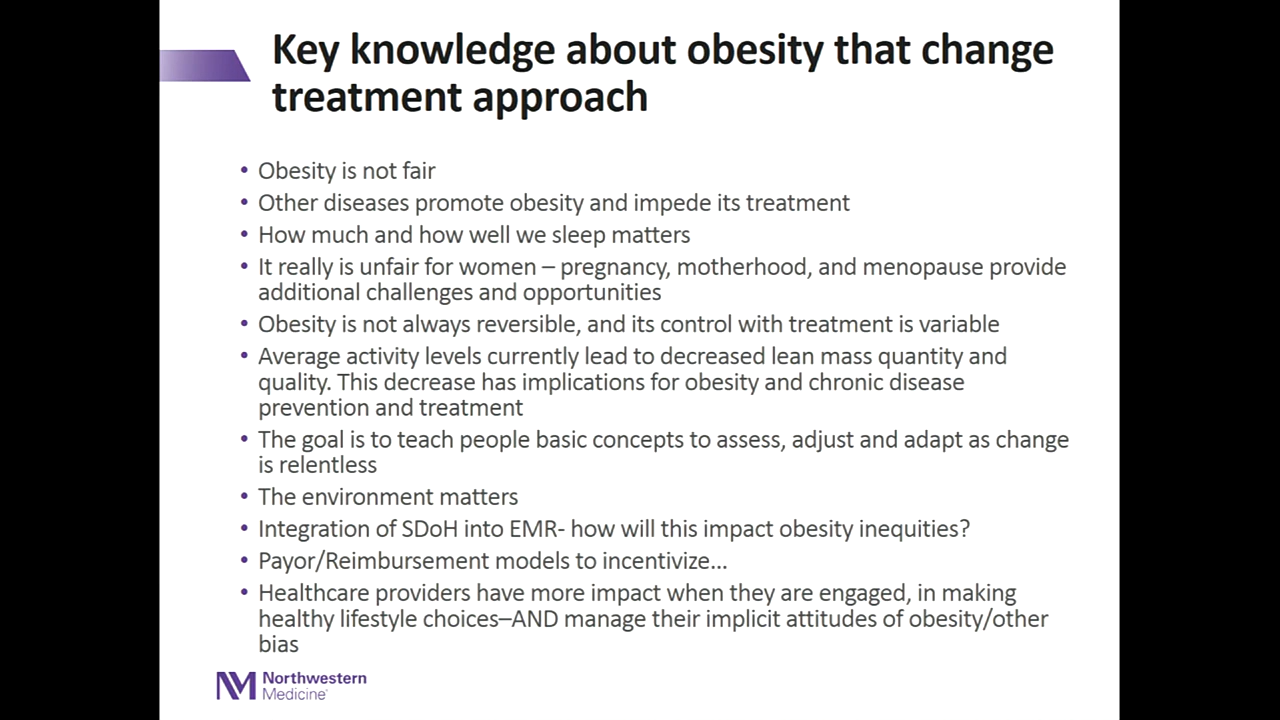 Key knowledge about obesity that change
treatment approach
• Obesity is not fair
• Other diseases promote obesity and impede its treatment
• How much and how well we sleep matters
• It really is unfair for women – pregnancy, motherhood, and menopause provide
additional challenges and opportunities
• Obesity is not always reversible, and its control with treatment is variable
• Average activity levels currently lead to decreased lean mass quantity and
quality. This decrease has implications for obesity and chronic disease
prevention and treatment
• The goal is to teach people basic concepts to assess, adjust and adapt as change
is relentless
• The environment matters
• Integration of SDoH into EMR- how will this impact obesity inequities?
• Payor/Reimbursement models to incentivize...
• Healthcare providers have more impact when they are engaged, in making
healthy lifestyle choices–AND manage their implicit attitudes of obesity/other
bias
NM Northwestern
Medicine